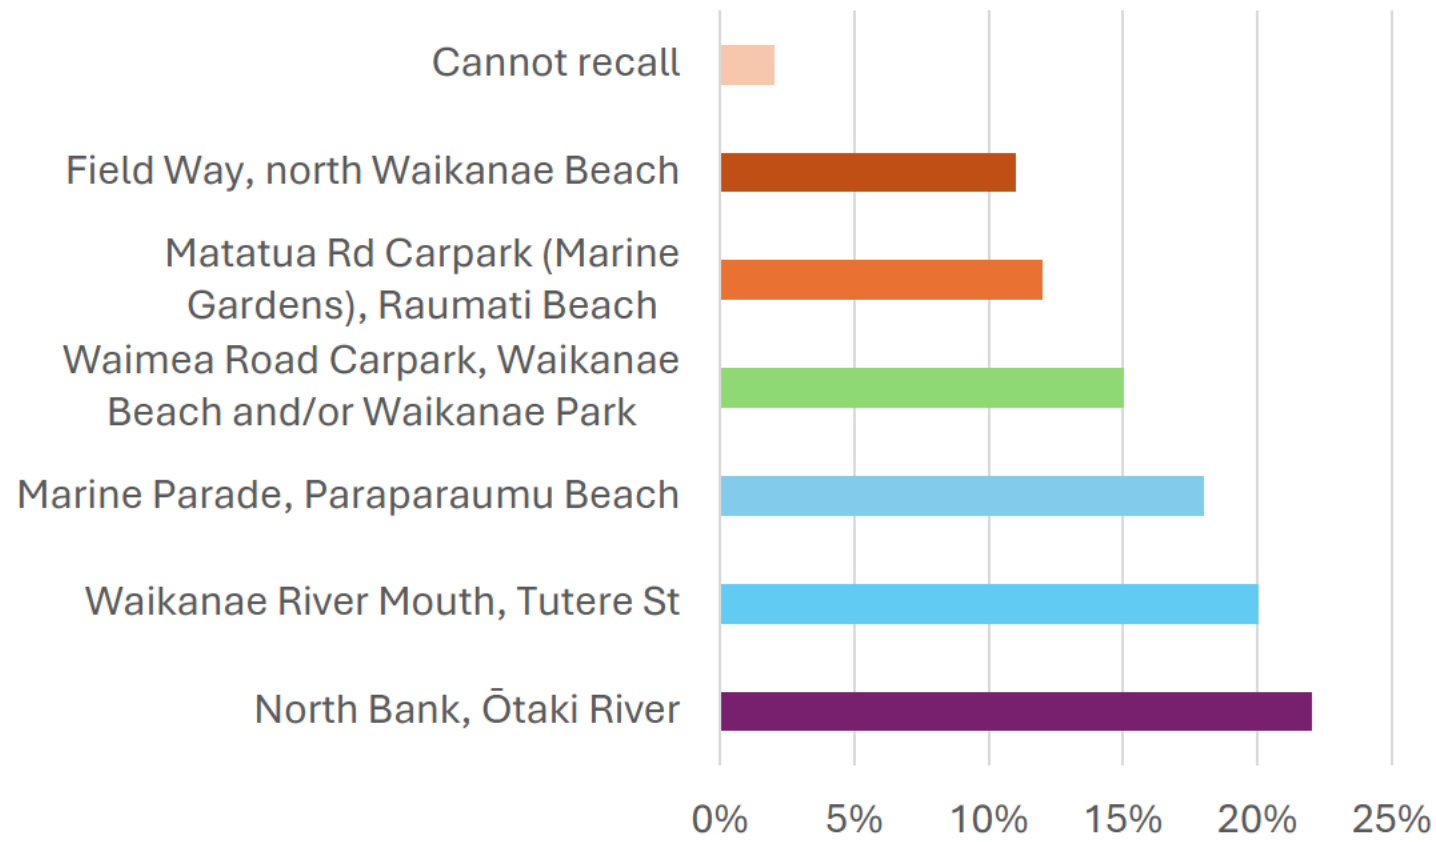 Cannot recall
Field Way, north Waikanae Beach
Matatua Rd Carpark (Marine
Gardens), Raumati Beach
Waimea Road Carpark, Waikanae
Beach and/or Waikanae Park
Marine Parade, Paraparaumu Beach
Waikanae River Mouth, Tutere St
North Bank, Ōtaki River
0% 5% 10% 15% 20% 25%